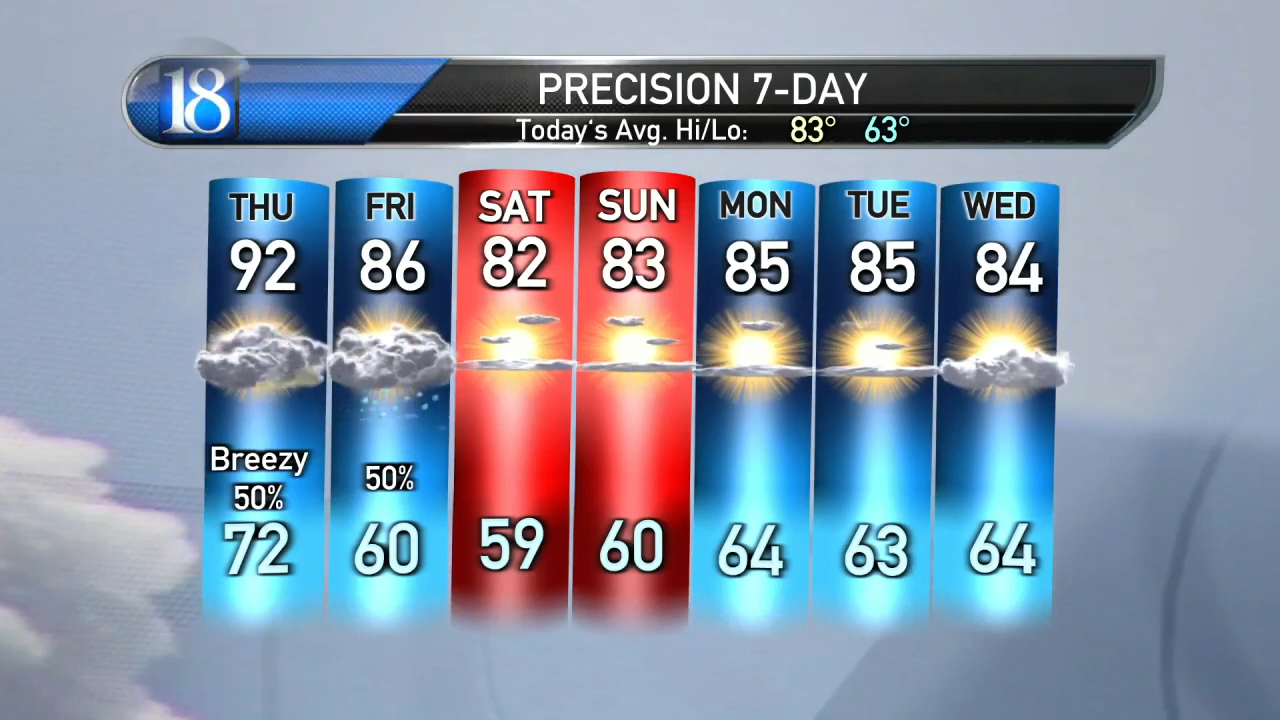 18
PRECISION 7-DAY
Today's Avg. Hi/Lo: 83° 63°
THU FRI SAT SUN MON TUE WED
92 86 82 83 85 85 84
Breezy
50% 50%
72 60 59 60 64 63 64